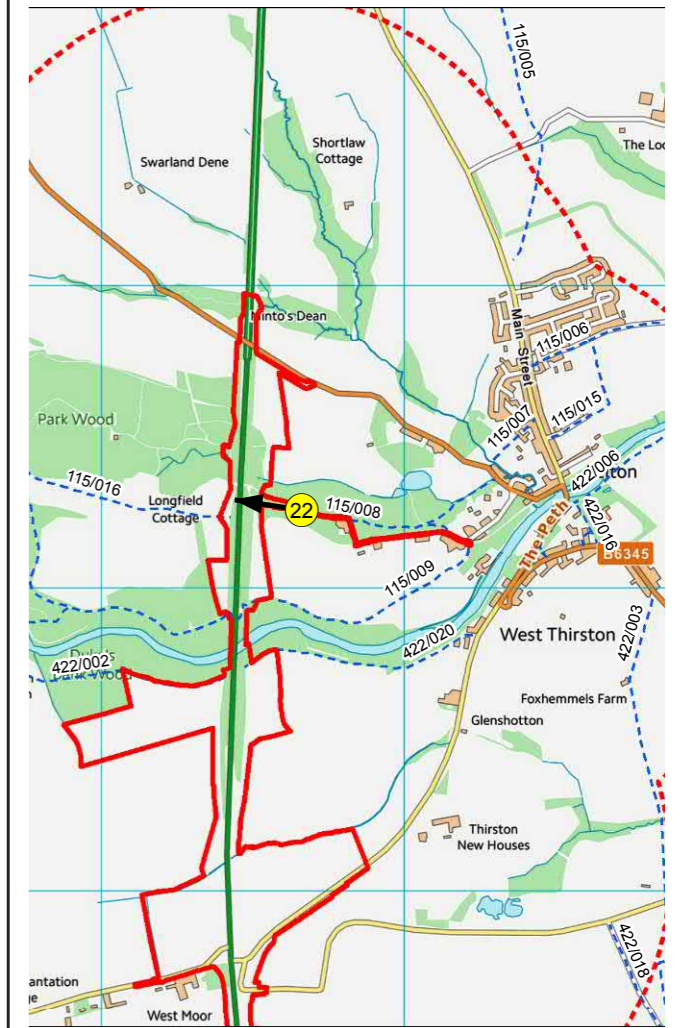 115/005
Shortlaw
Cottage
The
Swarland Dene
Main Street
115/006
115/015
115/007
Park Wood
115/016
Longfield
Cottage
22
115/008
422/006
422/016
The Peth
B6345
115/009
422/020
West Thirston
422/003
422/002
Foxhemmels Farm
Glenshotton
Thirston
New Houses
422/018
West Moor